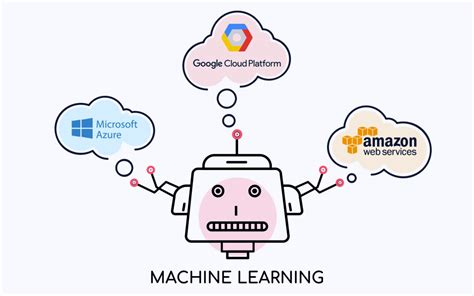 Google Cloud Platform
Microsoft
Azure
amazon
web services
MACHINE LEARNING